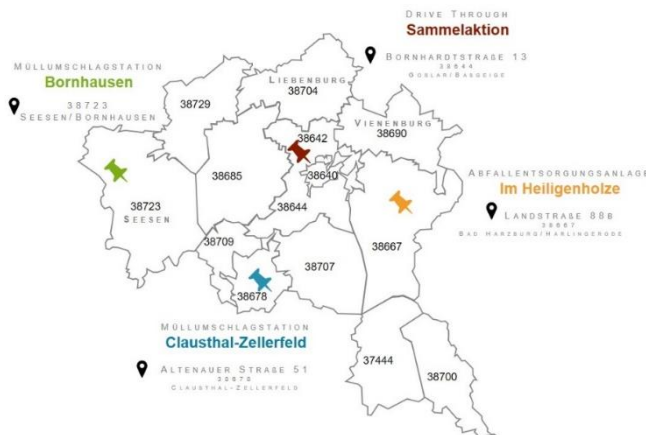 DRIVE THROUGH
Sammelaktion
BORNHARDTSTRAßE 13
38644
GOSLAR/BAßGEIGE
MÜLLUMSCHLAGSTATION
Bornhausen
38723
SEESEN/BORNHAUSEN
LIEBENBURG
38704
38729
VIENENBURG
38690
38642
38685
38640
ABFALLENTSORGUNGSANLAGE
Im Heiligenholze
LANDSTRAßE 88B
38667
BAD HARZBURG/HARLINGERODE
38723
SEESEN
38644
38709
38667
38707
38678
MÜLLUMSCHLAGSTATION
Clausthal-Zellerfeld
ALTENAUER STRAßE 51
38678
CLAUSTHAL-ZELLERFELD
37444
38700